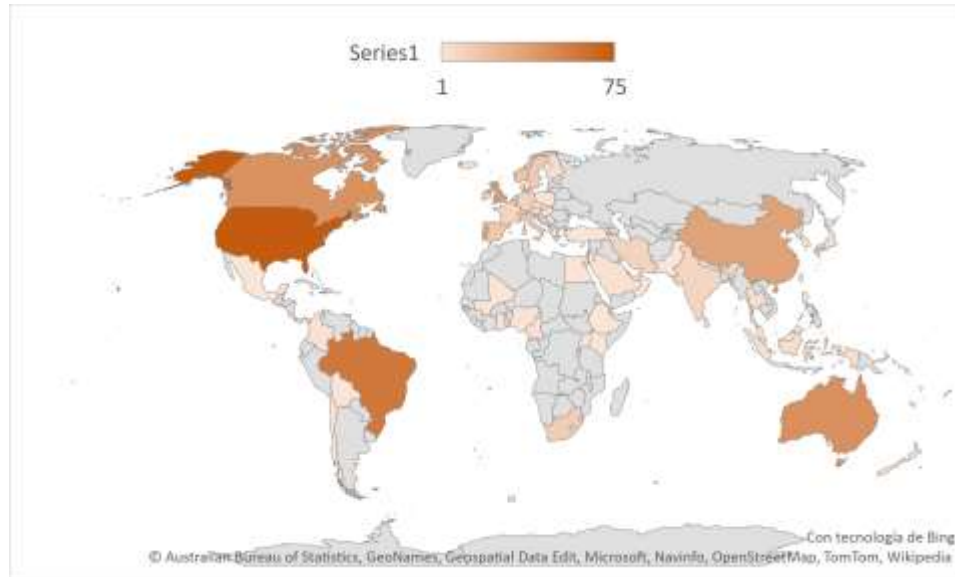 Series1
1 75
Con tecnología de Bing
© Australian Bureau of Statistics, GeoNames, Geospatial Data Edit, Microsoft, Navinfo, OpenStreetMap, TomTom, Wikipedia